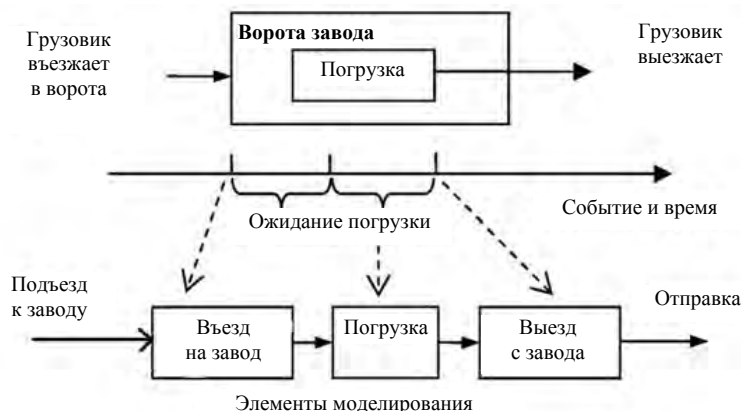 Грузовик
въезжает
в ворота
Ворота завода
Погрузка
Грузовик
выезжает
Ожидание погрузки
Событие и время
Подъезд
к заводу
Въезд
на завод
Погрузка
Выезд
с завода
Отправка
Элементы моделирования